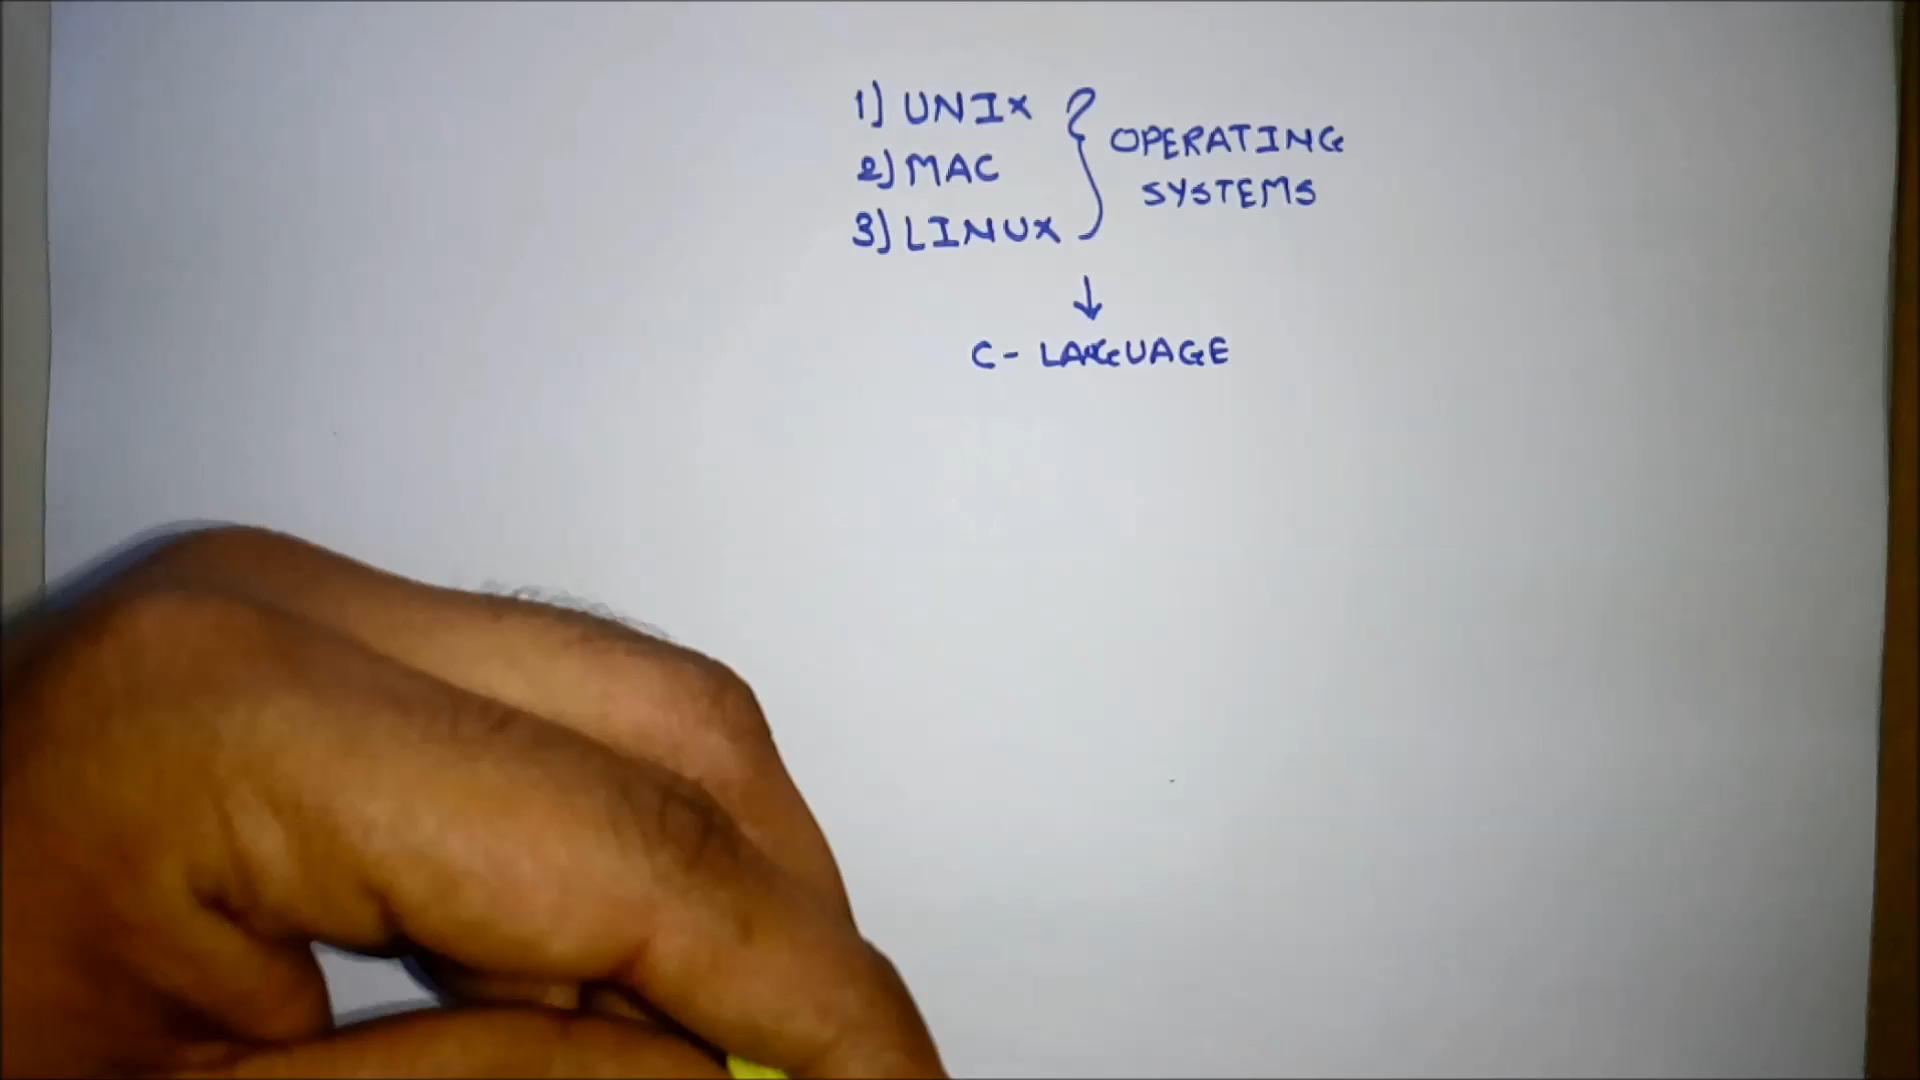 1) UNIX
2) MAC
3) LINUX
OPERATING
SYSTEMS
↓
C - LANGUAGE